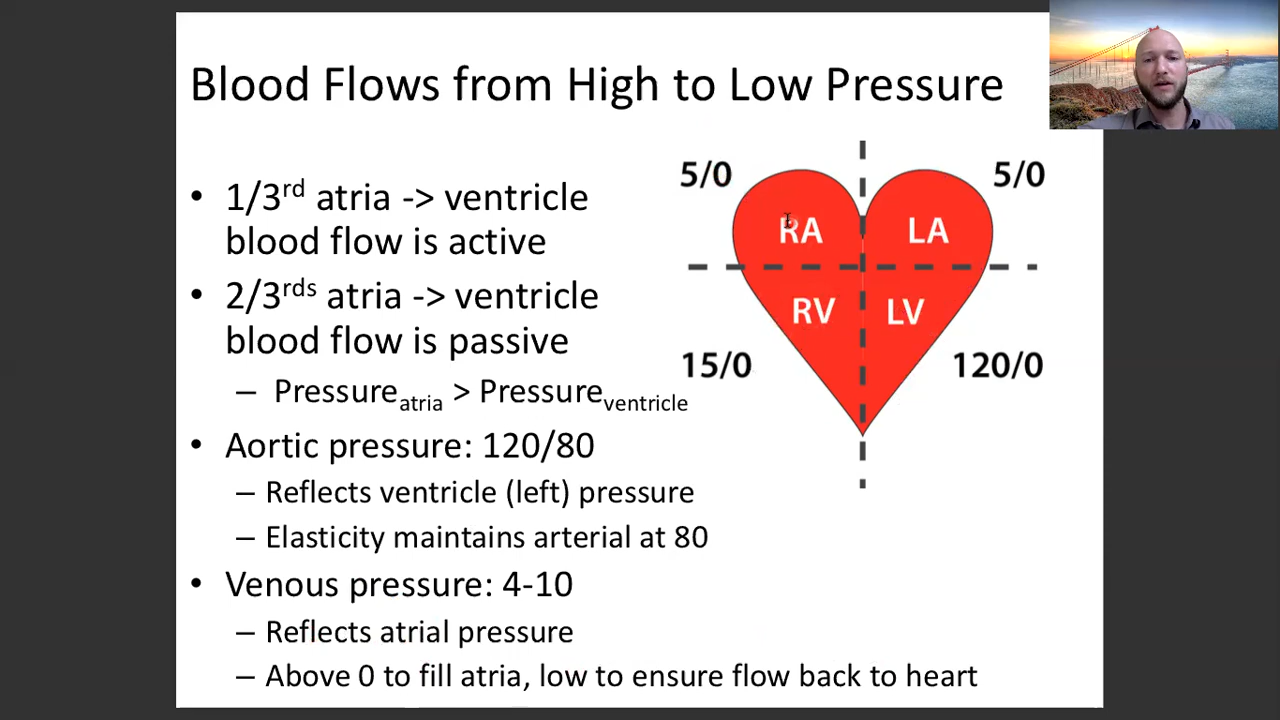 Blood Flows from High to Low Pressure
• 1/3rd atria -> ventricle
blood flow is active
• 2/3rds atria -> ventricle
blood flow is passive
– Pressureatria > Pressureventricle
• Aortic pressure: 120/80
– Reflects ventricle (left) pressure
– Elasticity maintains arterial at 80
• Venous pressure: 4-10
– Reflects atrial pressure
– Above 0 to fill atria, low to ensure flow back to heart
5/0
5/0
RA
LA
RV
LV
15/0
120/0